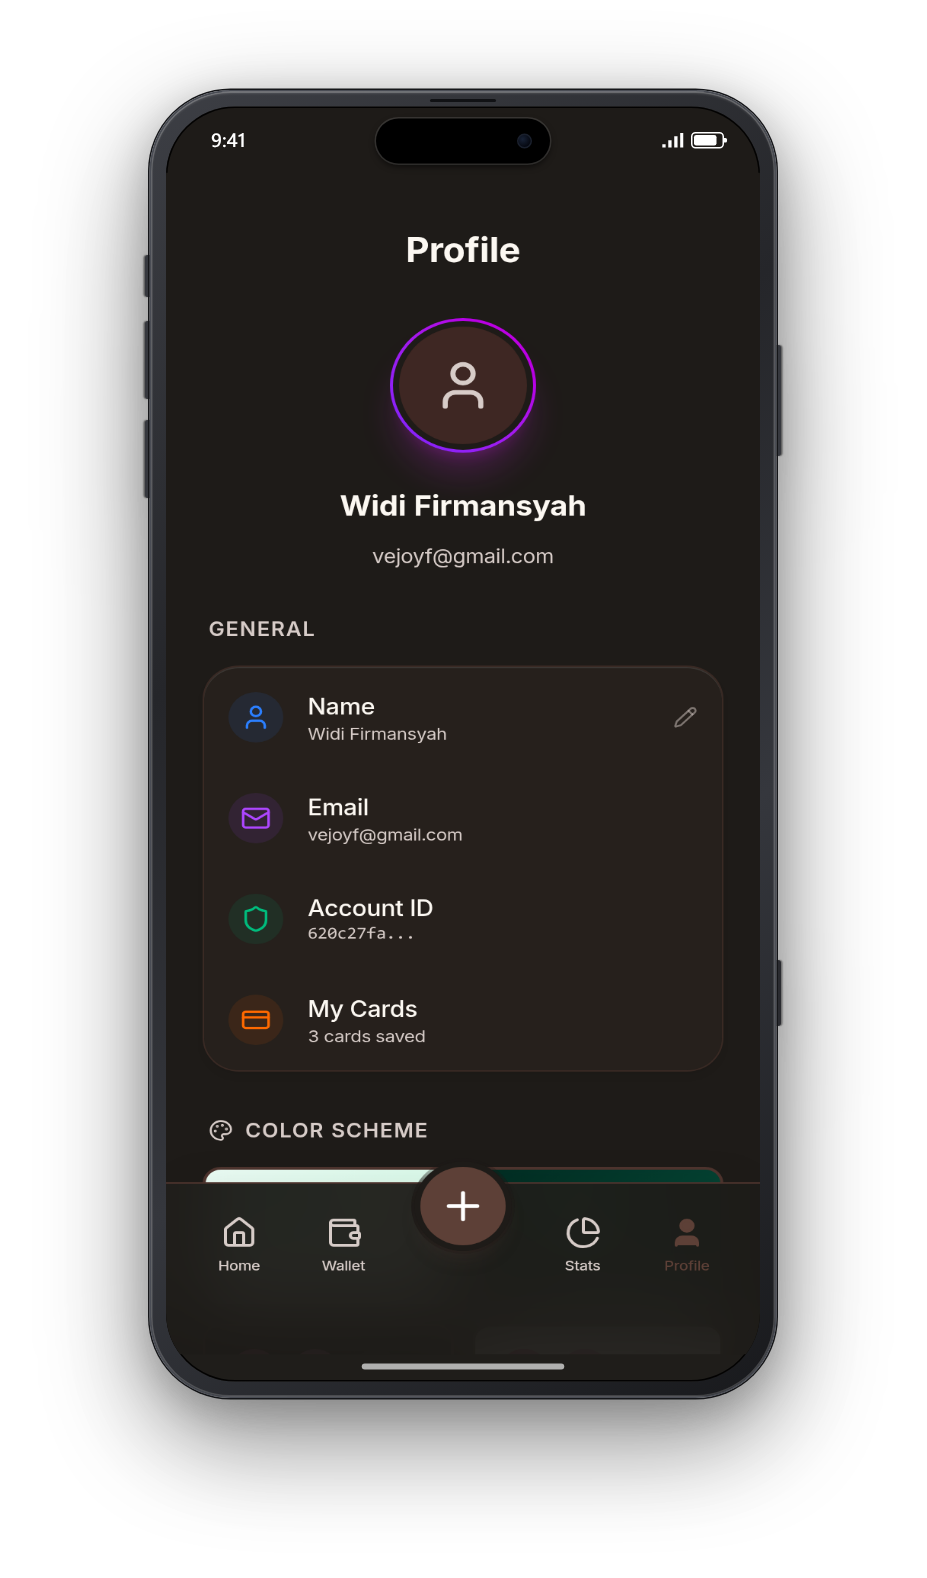 9:41
Profile
Widi Firmansyah
vejoyf@gmail.com
GENERAL
Name
Widi Firmansyah
Email
vejoyf@gmail.com
Account ID
620c27fa...
My Cards
3 cards saved
COLOR SCHEME
Home Wallet Stats Profile